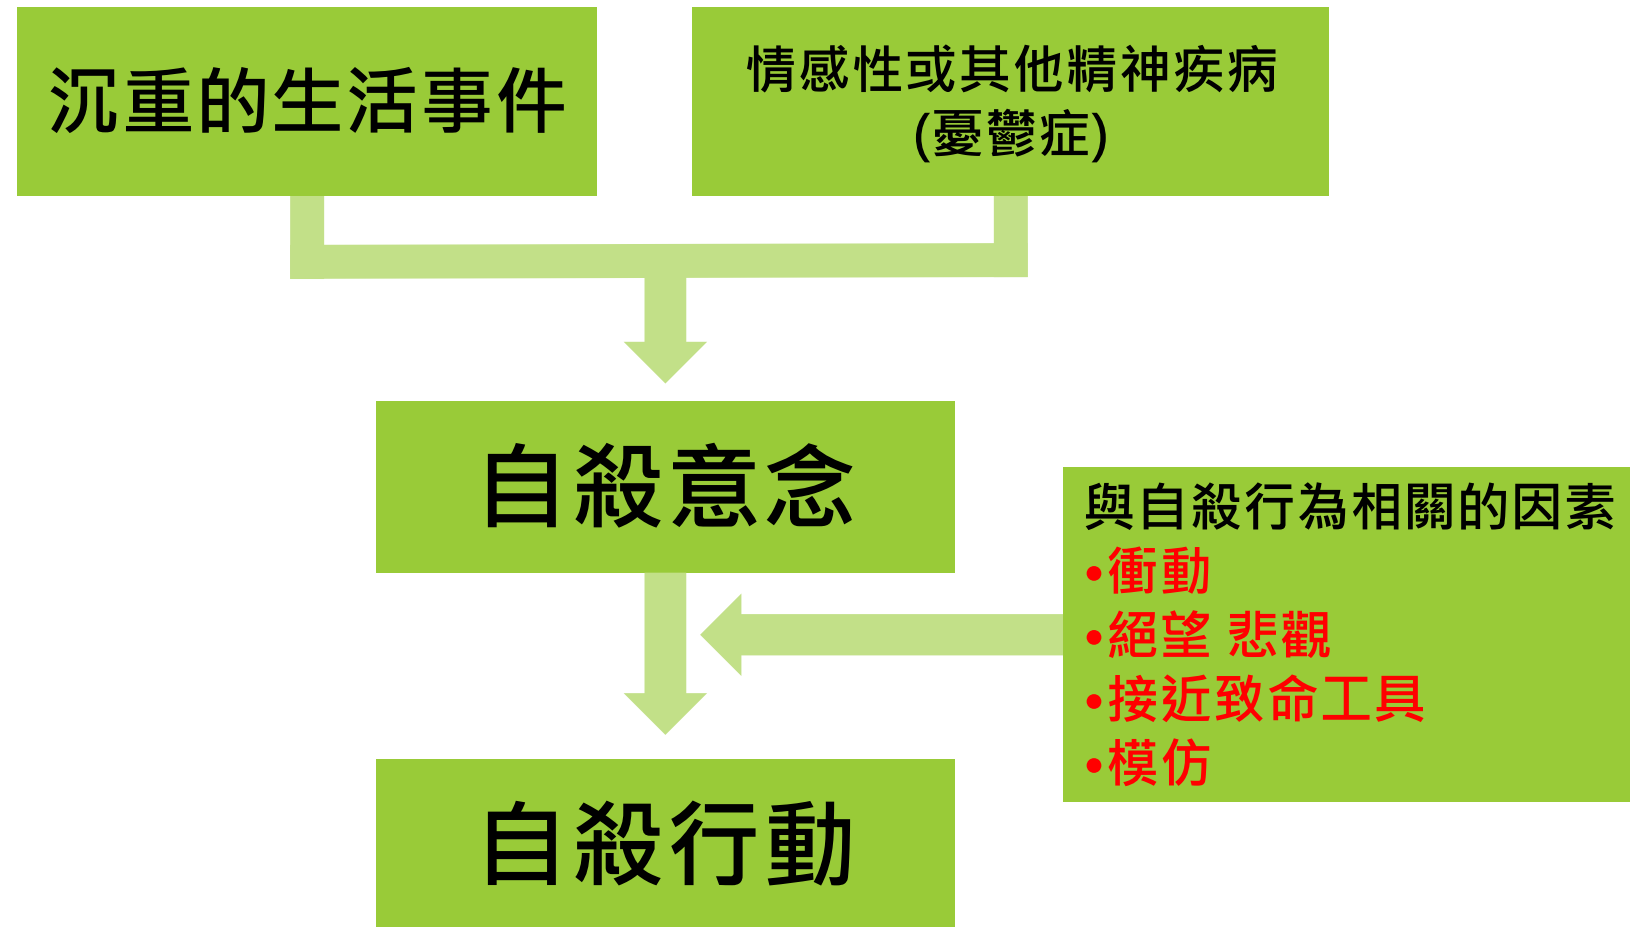 沉重的生活事件
情感性或其他精神疾病
(憂鬱症)
自殺意念
與自殺行為相關的因素
•衝動
•絕望 悲觀
•接近致命工具
•模仿
自殺行動